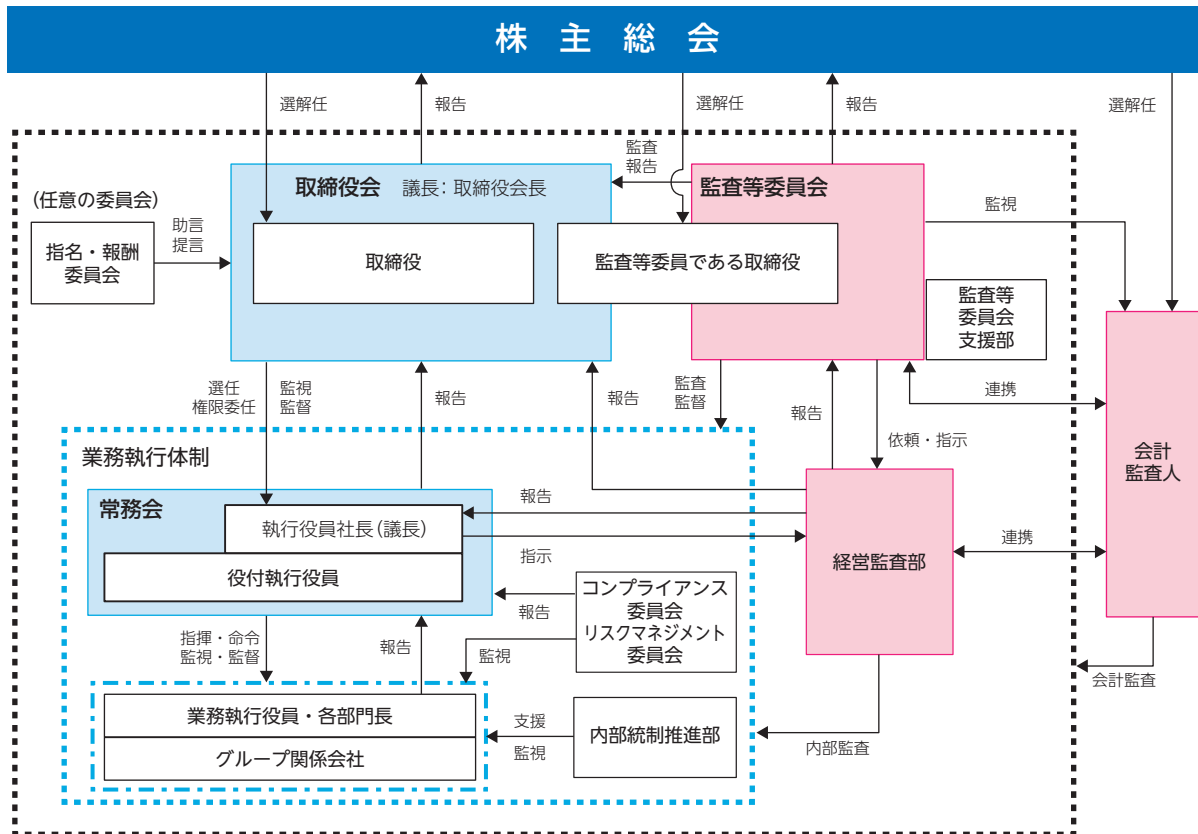 株主総会
選解任
報告
選解任
報告
選解任
監査
報告
取締役会 議長：取締役会長
監査等委員会
(任意の委員会)
助言
提言
指名・報酬
委員会
取締役
監査等委員である取締役
監視
監査等
委員会
支援部
選任
権限委任
監視
監督
報告
報告
監査
監督
報告
依頼・指示
連携
業務執行体制
会計
監査人
常務会
執行役員社長(議長)
役付執行役員
報告
指示
経営監査部
連携
コンプライアンス
委員会
リスクマネジメント
委員会
報告
監視
指揮・命令
監視・監督
報告
会計監査
業務執行役員・各部門長
グループ関係会社
支援
監視
内部統制推進部
内部監査